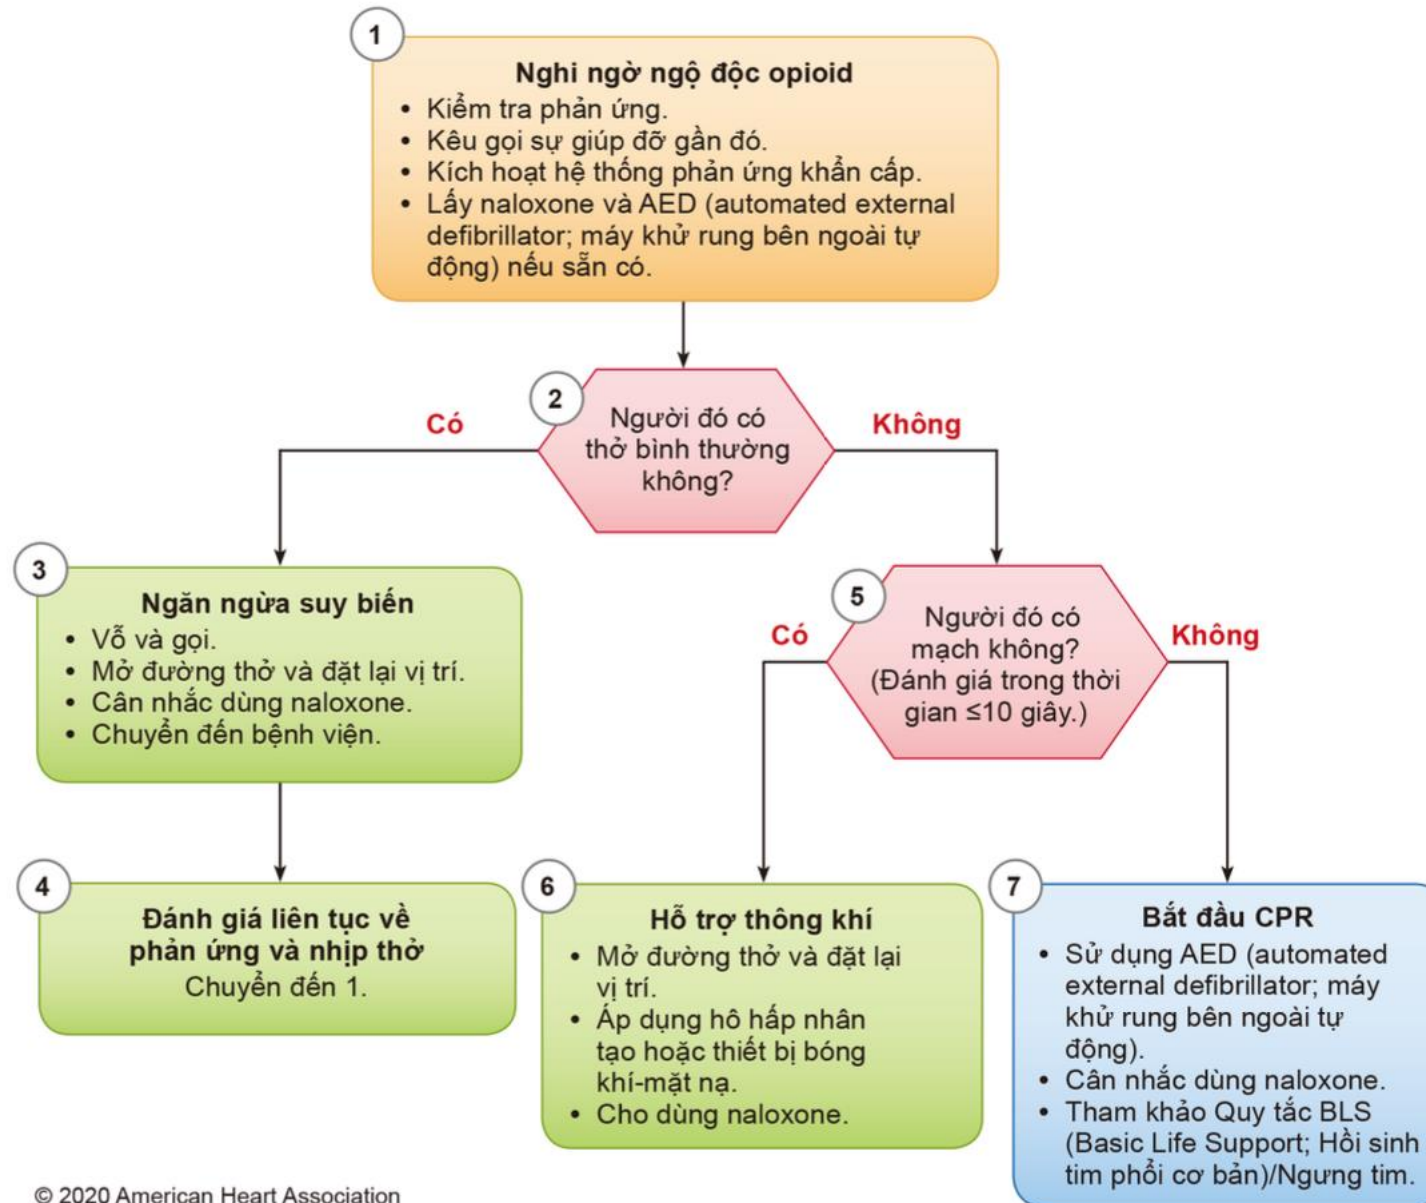 1
Nghi ngờ ngộ độc opioid
• Kiểm tra phản ứng.
• Kêu gọi sự giúp đỡ gần đó.
• Kích hoạt hệ thống phản ứng khẩn cấp.
• Lấy naloxone và AED (automated external
defibrillator; máy khử rung bên ngoài tự
động) nếu sẵn có.
2
Người đó có
thở bình thường
không?
Có
Không
3
Ngăn ngừa suy biến
• Vỗ và gọi.
• Mở đường thở và đặt lại vị trí.
• Cân nhắc dùng naloxone.
• Chuyển đến bệnh viện.
4
Đánh giá liên tục về
phản ứng và nhịp thở
Chuyển đến 1.
5
Người đó có
mạch không?
(Đánh giá trong thời
gian ≤10 giây.)
Có
Không
6
Hỗ trợ thông khí
• Mở đường thở và đặt lại
vị trí.
• Áp dụng hô hấp nhân
tạo hoặc thiết bị bóng
khí-mặt nạ.
• Cho dùng naloxone.
7
Bắt đầu CPR
• Sử dụng AED (automated
external defibrillator; máy
khử rung bên ngoài tự
động).
• Cân nhắc dùng naloxone.
• Tham khảo Quy tắc BLS
(Basic Life Support; Hồi sinh
tim phổi cơ bản)/Ngưng tim.
© 2020 American Heart Association